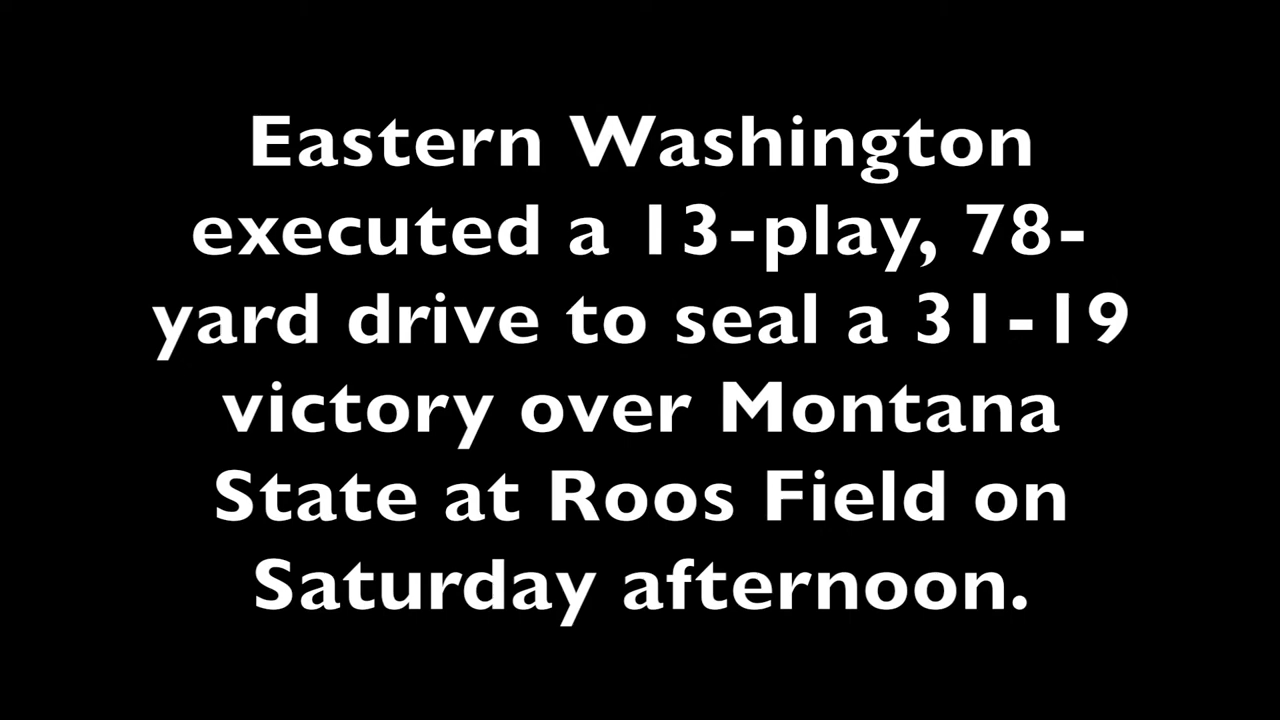 Eastern Washington
executed a 13-play, 78-
yard drive to seal a 31-19
victory over Montana
State at Roos Field on
Saturday afternoon.